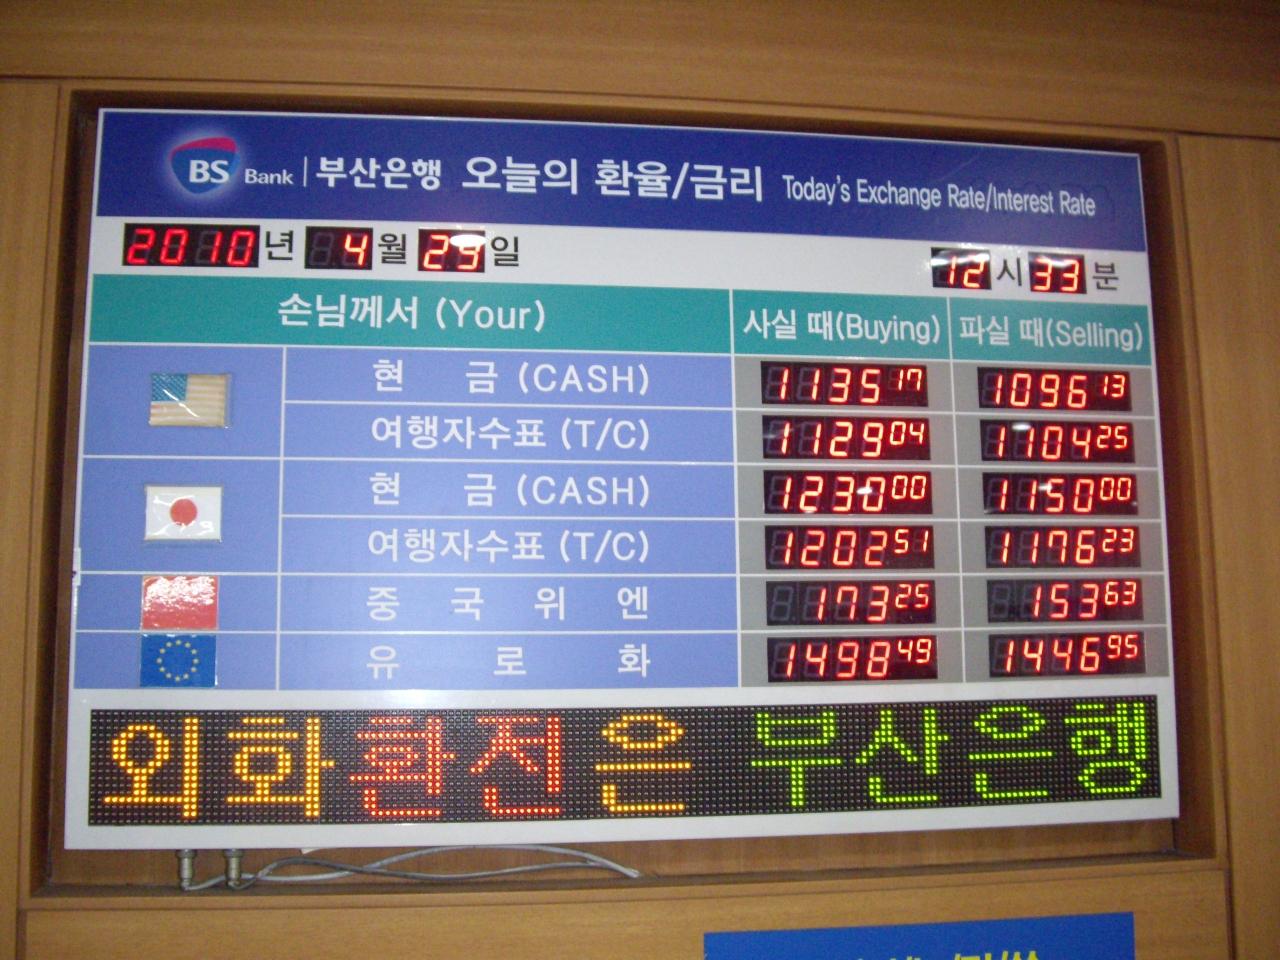 BS Bank | 부산은행 오늘의 환율/금리 Today's Exchange Rate/Interest Rate
2010년 4월 29일 12시 33분
손님께서 (Your) 사실 때(Buying) 파실 때(Selling)
현 금 (CASH) 1135 17 1096 13
여행자수표 (T/C) 1129 04 1104 25
현 금 (CASH) 1230 00 1150 00
여행자수표 (T/C) 1202 51 1176 23
중 국 위 엔 173 25 153 63
유 로 화 1498 49 1446 95
외화환전은 부산은행